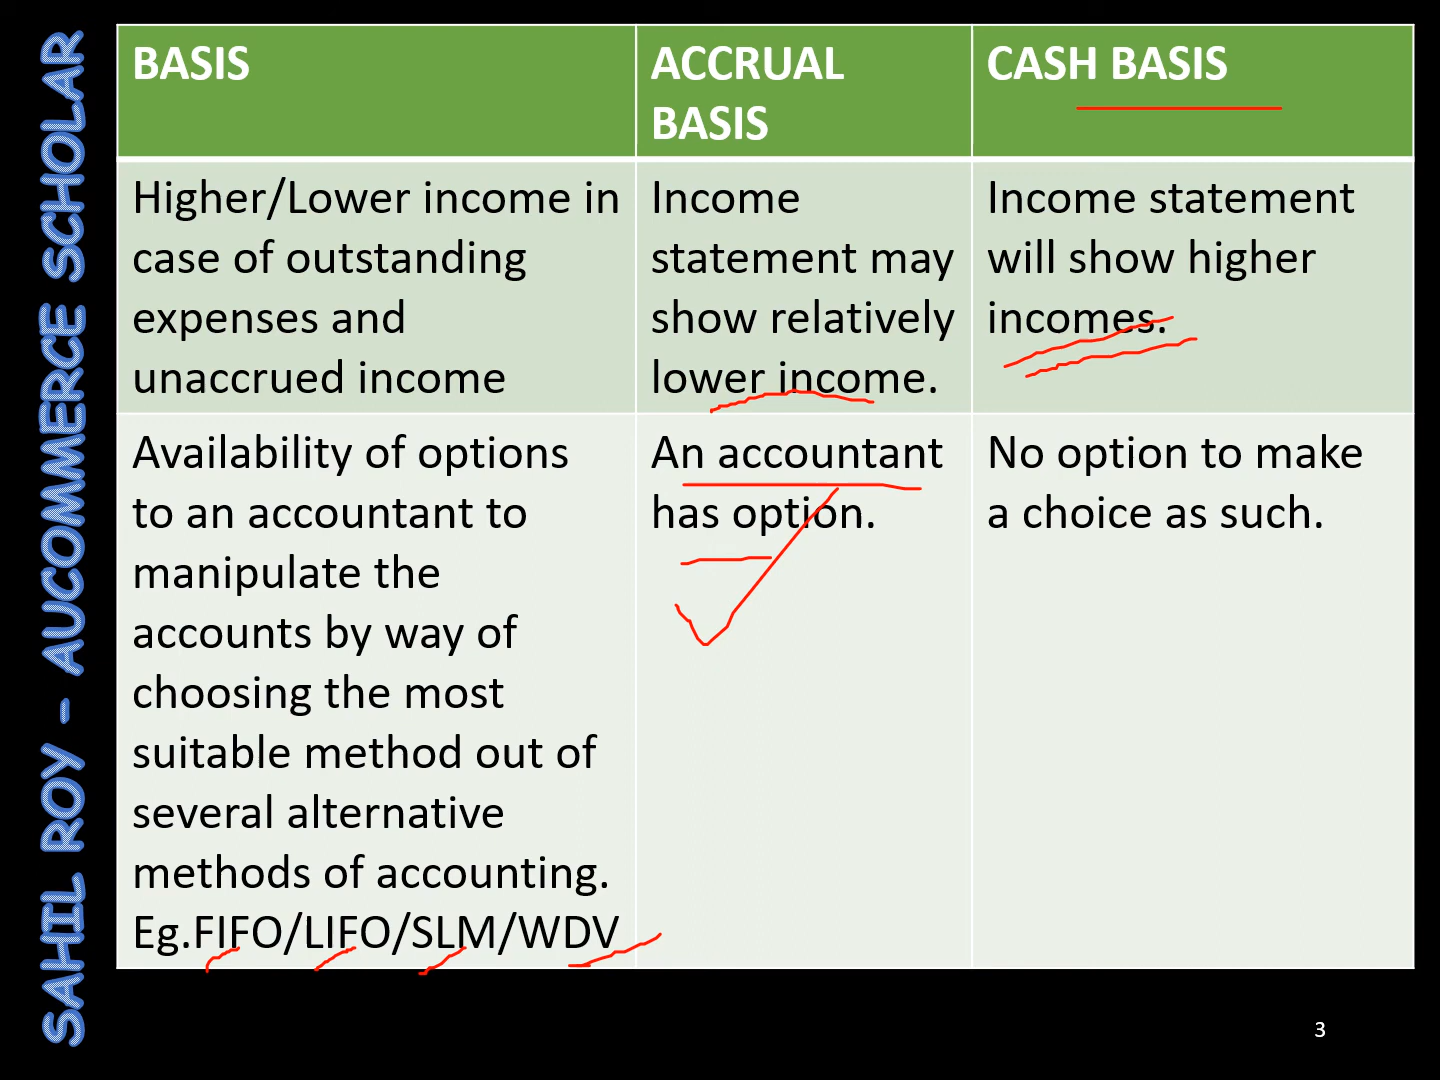 SAHIL ROY - AUCOMMERCE SCHOLAR
BASIS
ACCRUAL
BASIS
CASH BASIS
Higher/Lower income in
case of outstanding
expenses and
unaccrued income
Income
statement may
show relatively
lower income.
Income statement
will show higher
incomes.
Availability of options
to an accountant to
manipulate the
accounts by way of
choosing the most
suitable method out of
several alternative
methods of accounting.
Eg.FIFO/LIFO/SLM/WDV
An accountant
has option.
No option to make
a choice as such.
3